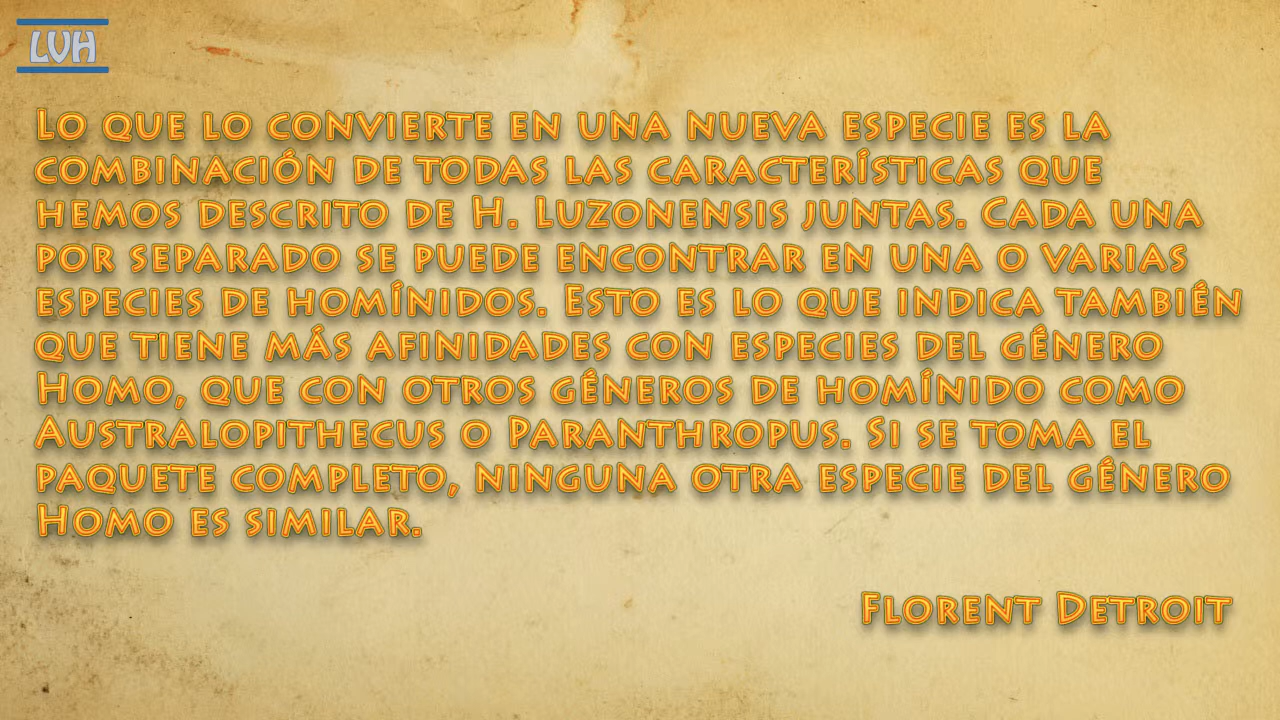 LVH
Lo que lo convierte en una nueva especie es la
combinación de todas las características que
hemos descrito de H. Luzonensis juntas. Cada una
por separado se puede encontrar en una o varias
especies de homínidos. Esto es lo que indica también
que tiene más afinidades con especies del género
Homo, que con otros géneros de homínido como
Australopithecus o Paranthropus. Si se toma el
paquete completo, ninguna otra especie del género
Homo es similar.
Florent Detroit